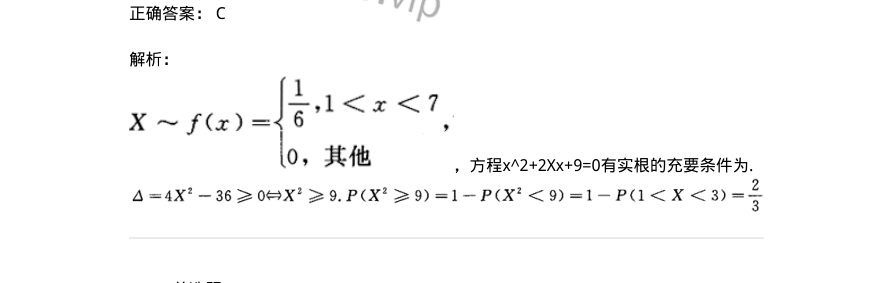 正确答案: C
解析:
X ~ f(x) = { 1/6, 1 < x < 7,
0, 其他
, 方程x^2+2Xx+9=0有实根的充要条件为.
Δ = 4X² − 36 ⩾ 0⇔X² ⩾ 9. P(X² ⩾ 9) = 1 − P(X² < 9) = 1 − P(1 < X < 3) = 2/3